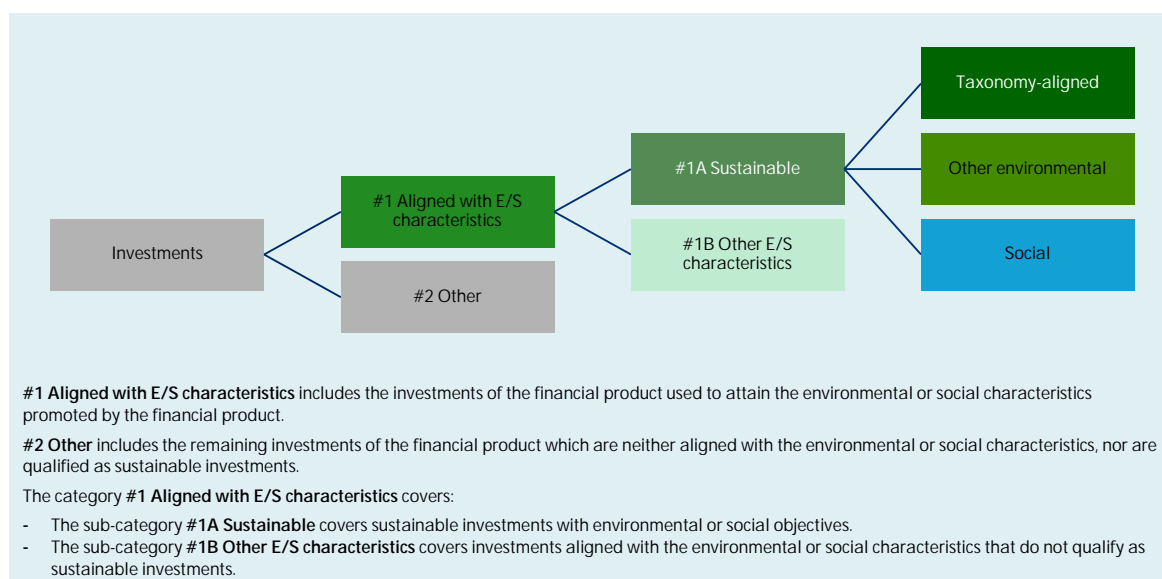 Taxonomy-aligned
#1A Sustainable
Other environmental
#1 Aligned with E/S
characteristics
Investments
#1B Other E/S
characteristics
Social
#2 Other
#1 Aligned with E/S characteristics includes the investments of the financial product used to attain the environmental or social characteristics
promoted by the financial product.
#2 Other includes the remaining investments of the financial product which are neither aligned with the environmental or social characteristics, nor are
qualified as sustainable investments.
The category #1 Aligned with E/S characteristics covers:
- The sub-category #1A Sustainable covers sustainable investments with environmental or social objectives.
- The sub-category #1B Other E/S characteristics covers investments aligned with the environmental or social characteristics that do not qualify as
sustainable investments.